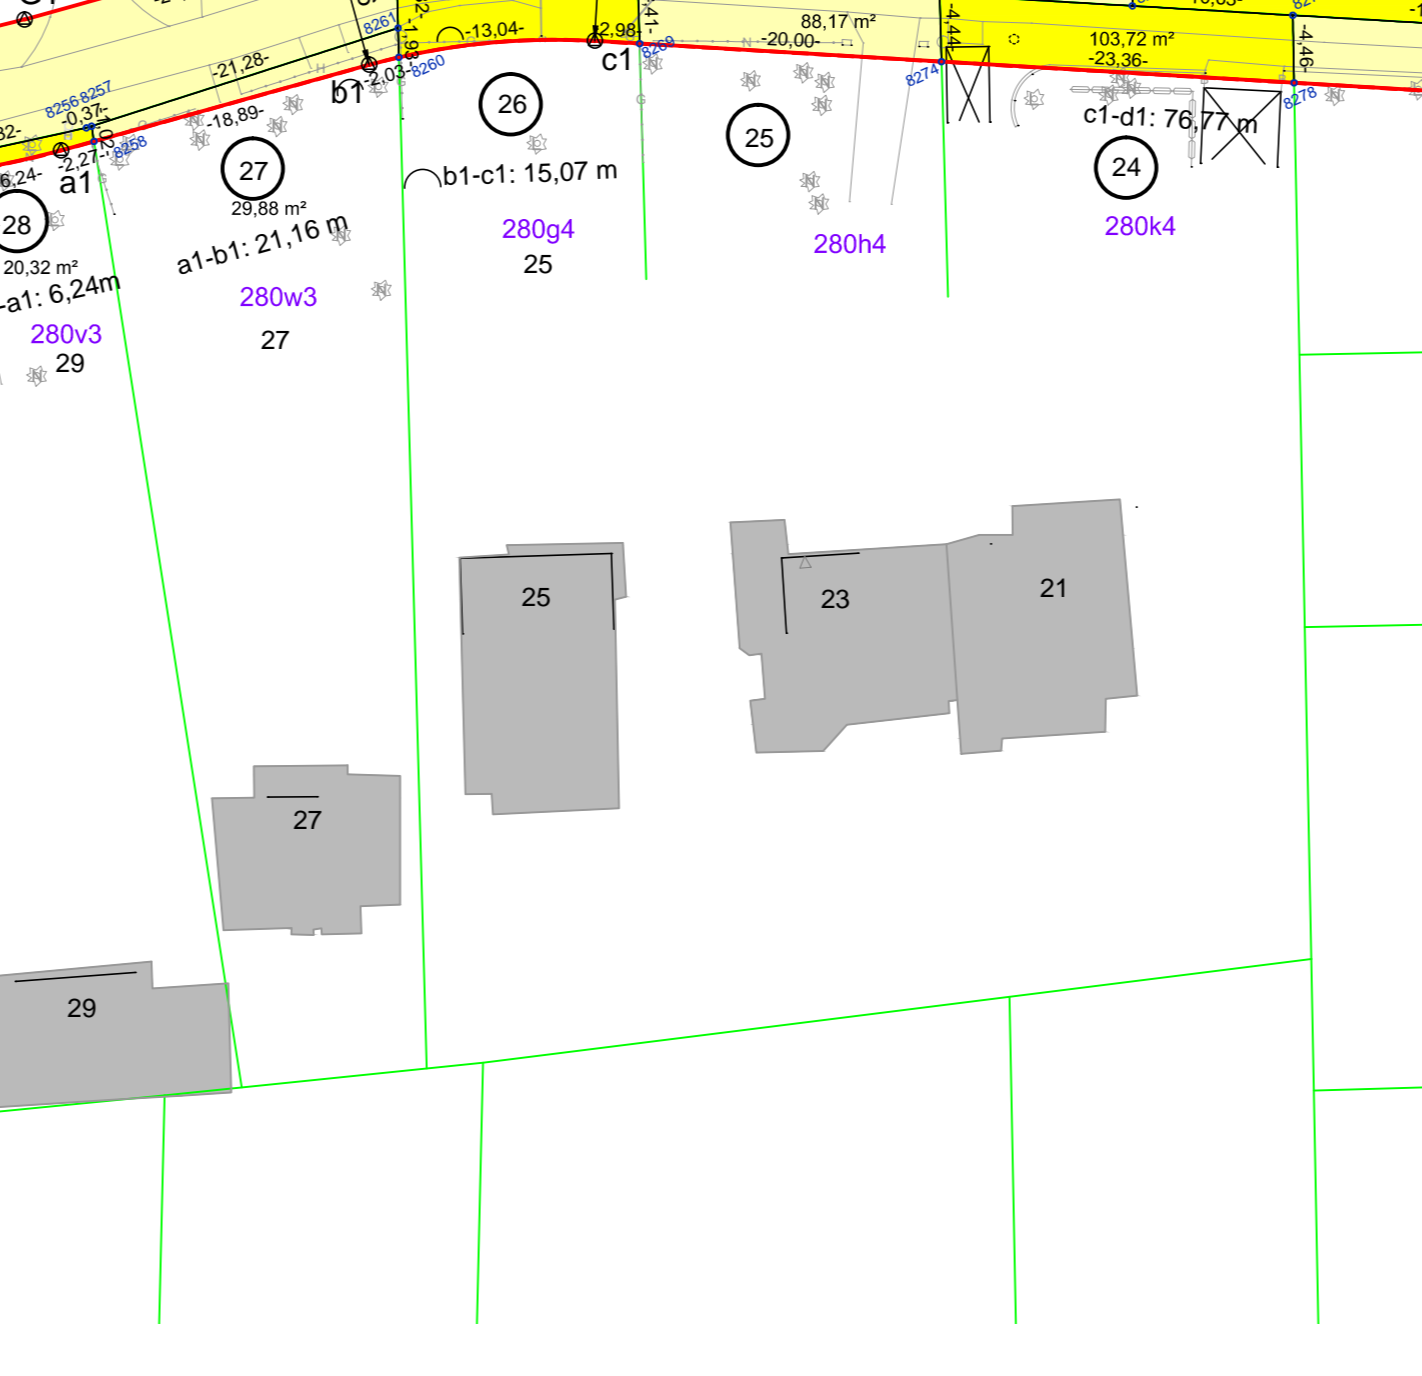 88,17 m²
-13,04-
-2,98-
-20,00-
103,72 m²
-23,36-
-4,44-
-4,46-
8261
8260
8269
8274
8278
-1,93-
-2,03-
c1
b1
-21,28-
-18,89-
8256
8257
8258
-0,37-
-2,27-
6,24-
a1
26
25
24
27
28
c1-d1: 76,77 m
b1-c1: 15,07 m
29,88 m²
a1-b1: 21,16 m
20,32 m²
-a1: 6,24m
280g4
25
280h4
280k4
280w3
27
280v3
29
25
23
21
27
29